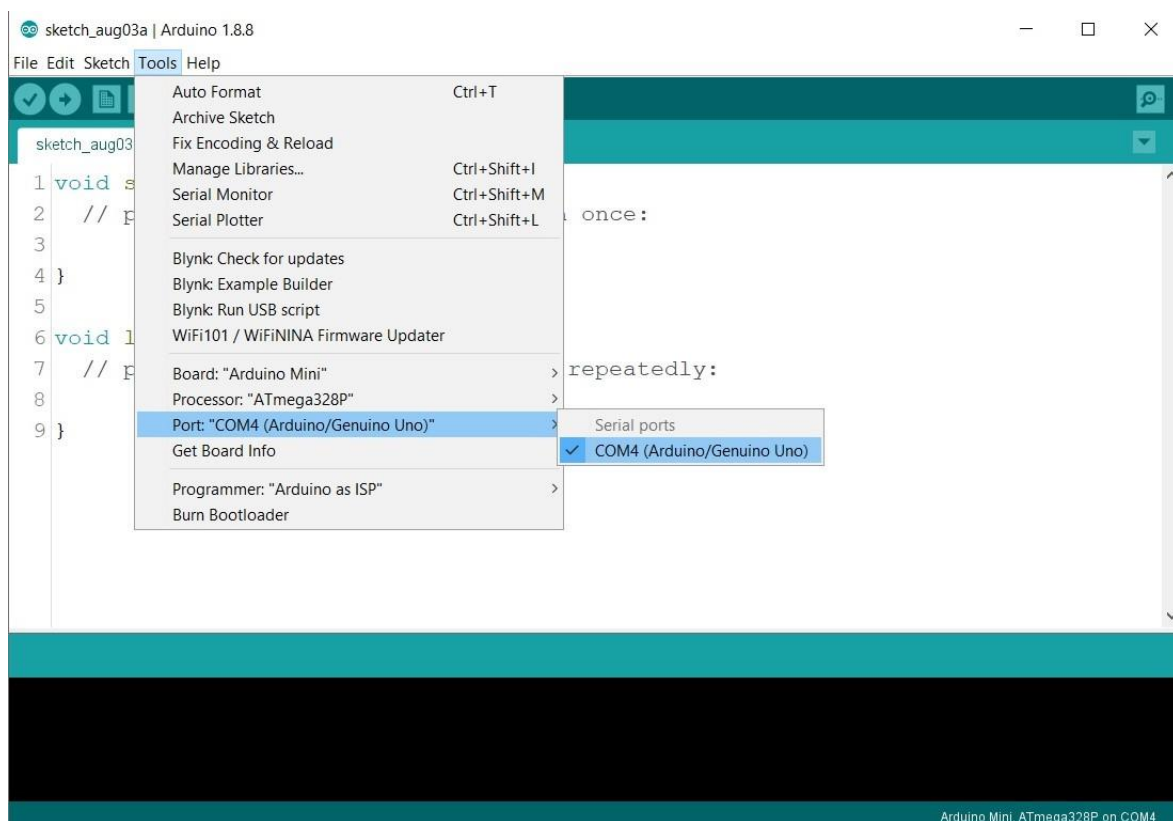 sketch_aug03a | Arduino 1.8.8
File Edit Sketch Tools Help
Auto Format Ctrl+T
Archive Sketch
sketch_aug03
Fix Encoding & Reload
Manage Libraries... Ctrl+Shift+I
Serial Monitor Ctrl+Shift+M
Serial Plotter Ctrl+Shift+L
Blynk: Check for updates
Blynk: Example Builder
Blynk: Run USB script
WiFi101 / WiFiNINA Firmware Updater
Board: "Arduino Mini"
Processor: "ATmega328P"
Port: "COM4 (Arduino/Genuino Uno)"
Get Board Info
Programmer: "Arduino as ISP"
Burn Bootloader
Serial ports
COM4 (Arduino/Genuino Uno)
1 void s
2 // p once:
3
4 }
5
6 void l
7 // p repeatedly:
8
9 }
Arduino Mini, ATmega328P on COM4